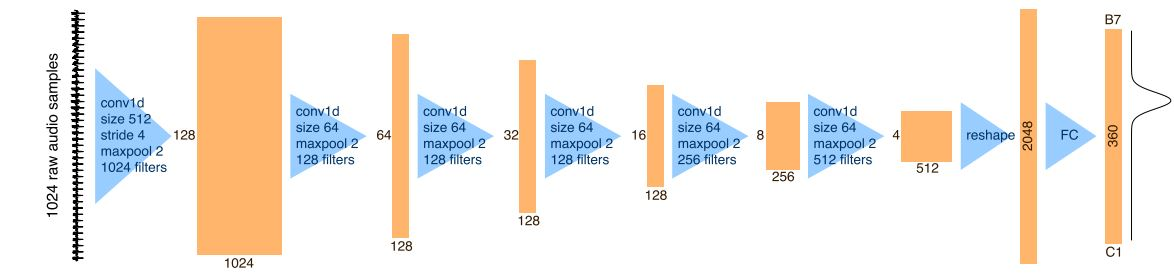 1024 raw audio samples
conv1d
size 512
stride 4
maxpool 2
1024 filters
128
1024
conv1d
size 64
maxpool 2
128 filters
64
128
conv1d
size 64
maxpool 2
128 filters
32
128
conv1d
size 64
maxpool 2
128 filters
16
128
conv1d
size 64
maxpool 2
256 filters
8
256
conv1d
size 64
maxpool 2
512 filters
4
512
reshape
2048
FC
B7
360
C1